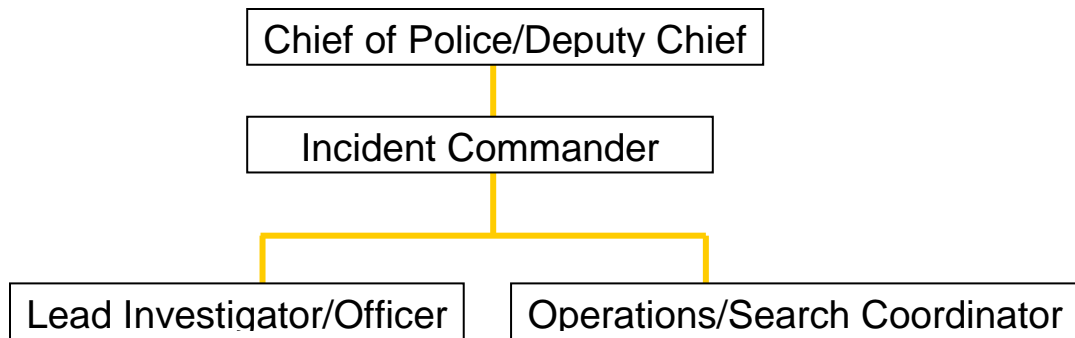 Chief of Police/Deputy Chief
Incident Commander
Lead Investigator/Officer
Operations/Search Coordinator